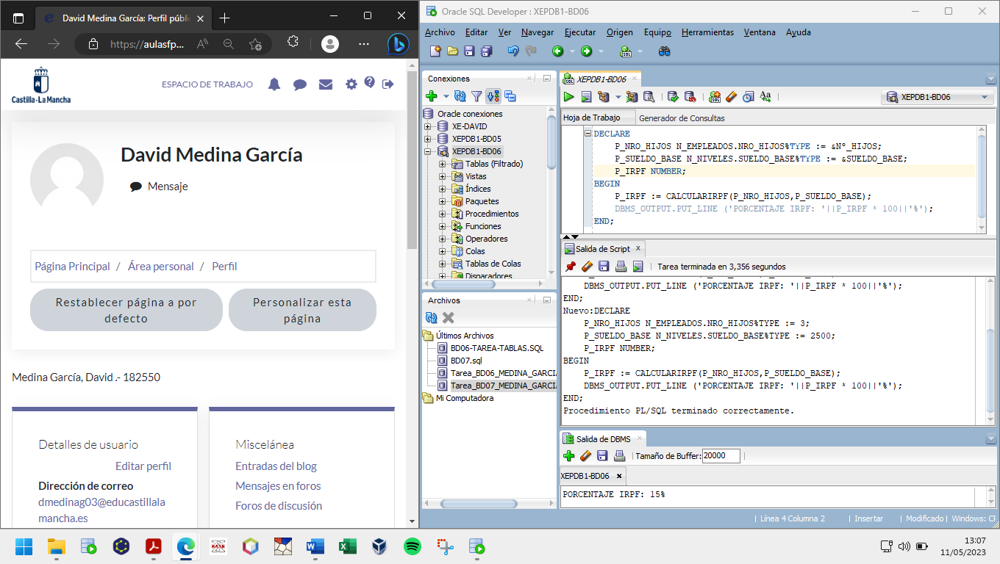 David Medina García: Perfil públi
https://aulasfp...
Castilla-La Mancha
ESPACIO DE TRABAJO
David Medina García
Mensaje
Página Principal / Área personal / Perfil
Restablecer página a por defecto
Personalizar esta página
Medina García, David .- 182550
Detalles de usuario
Editar perfil
Dirección de correo
dmedinag03@educastillala
mancha.es
Miscelánea
Entradas del blog
Mensajes en foros
Foros de discusión
Oracle SQL Developer : XEPDB1-BD06
Archivo Editar Ver Navegar Ejecutar Origen Equipo Herramientas Ventana Ayuda
Conexiones
Oracle conexiones
XE-DAVID
XEPDB1-BD05
XEPDB1-BD06
Tablas (Filtrado)
Vistas
Índices
Paquetes
Procedimientos
Funciones
Operadores
Colas
Tablas de Colas
Disparadores
Archivos
Últimos Archivos
BD06-TAREA-TABLAS.SQL
BD07.sql
Tarea_BD06_MEDINA_GARCIA
Tarea_BD07_MEDINA_GARCIA
Mi Computadora
XEPDB1-BD06
XEPDB1-BD06
Hoja de Trabajo Generador de Consultas
DECLARE
P_NRO_HIJOS N_EMPLEADOS.NRO_HIJOS%TYPE := &Nº_HIJOS;
P_SUELDO_BASE N_NIVELES.SUELDO_BASE%TYPE := &SUELDO_BASE;
P_IRPF NUMBER;
BEGIN
P_IRPF := CALCULARIRPF(P_NRO_HIJOS,P_SUELDO_BASE);
DBMS_OUTPUT.PUT_LINE ('PORCENTAJE IRPF: '||P_IRPF * 100||'%');
END;
Salida de Script
Tarea terminada en 3,356 segundos
DBMS_OUTPUT.PUT_LINE ('PORCENTAJE IRPF: '||P_IRPF * 100||'%');
END;
Nuevo:DECLARE
P_NRO_HIJOS N_EMPLEADOS.NRO_HIJOS%TYPE := 3;
P_SUELDO_BASE N_NIVELES.SUELDO_BASE%TYPE := 2500;
P_IRPF NUMBER;
BEGIN
P_IRPF := CALCULARIRPF(P_NRO_HIJOS,P_SUELDO_BASE);
DBMS_OUTPUT.PUT_LINE ('PORCENTAJE IRPF: '||P_IRPF * 100||'%');
END;
Procedimiento PL/SQL terminado correctamente.
Salida de DBMS
Tamaño de Buffer: 20000
XEPDB1-BD06
PORCENTAJE IRPF: 15%
| Línea 4 Columna 2 | Insertar | Modificado | Windows: CF
13:07
11/05/2023